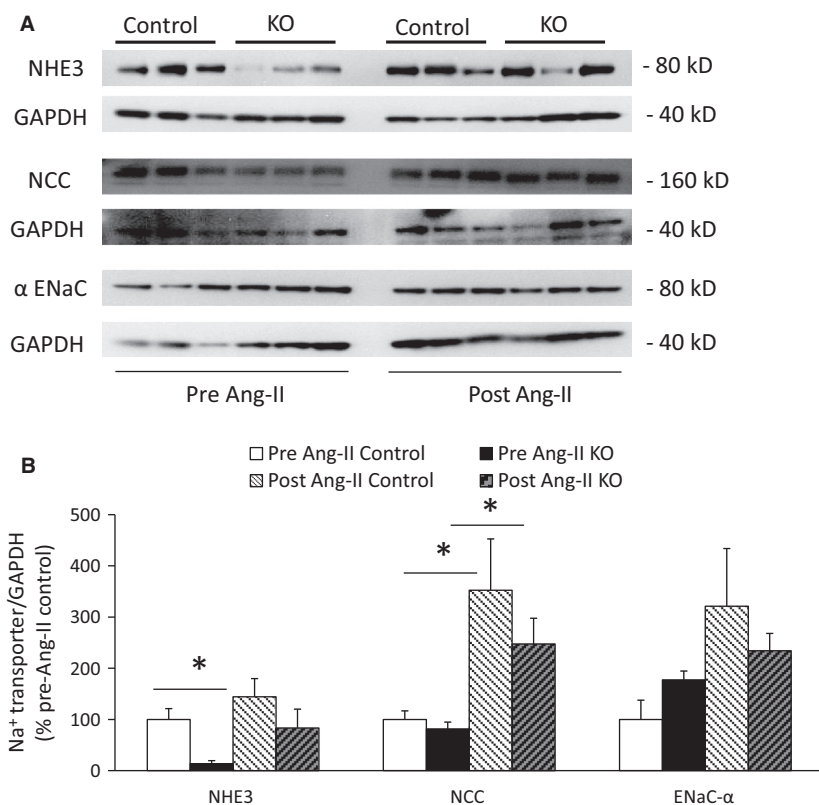 A
Control KO Control KO
NHE3 - 80 kD
GAPDH - 40 kD
NCC - 160 kD
GAPDH - 40 kD
α ENaC - 80 kD
GAPDH - 40 kD
Pre Ang-II Post Ang-II
B
Pre Ang-II Control Pre Ang-II KO
Post Ang-II Control Post Ang-II KO
Na⁺ transporter/GAPDH
(% pre-Ang-II control)
500
400
300
200
100
0
* * *
NHE3 NCC ENaC-α